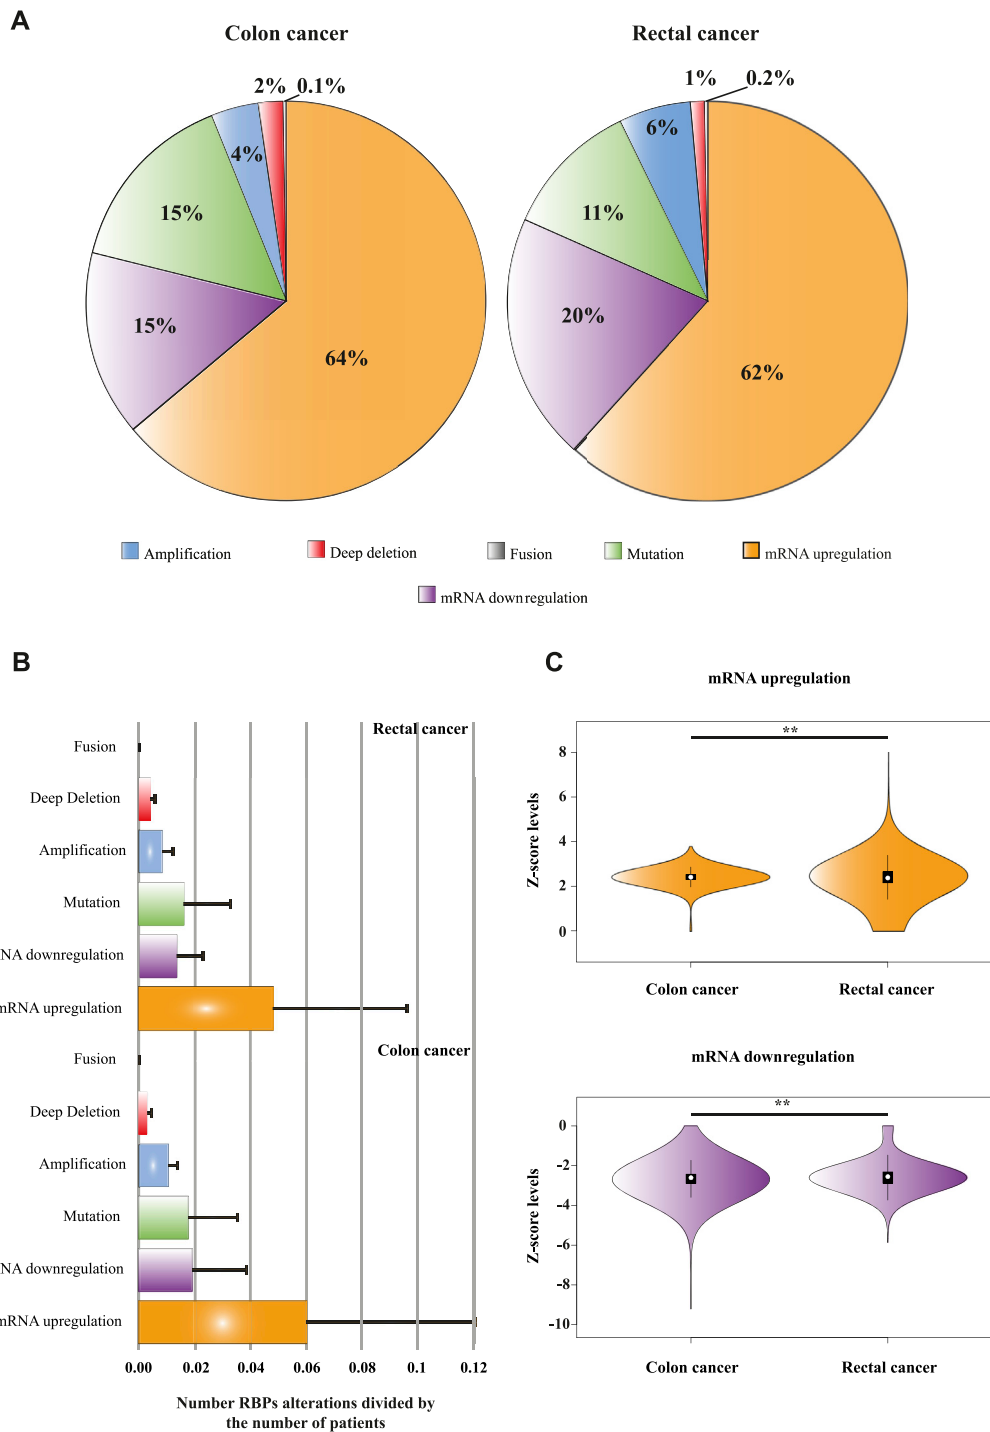 A
Colon cancer
Rectal cancer
2%
0.1%
4%
15%
15%
64%
1%
0.2%
6%
11%
20%
62%
Amplification
Deep deletion
Fusion
Mutation
mRNA upregulation
mRNA downregulation
B
Rectal cancer
Fusion
Deep Deletion
Amplification
Mutation
NA downregulation
mRNA upregulation
Colon cancer
Fusion
Deep Deletion
Amplification
Mutation
NA downregulation
mRNA upregulation
0.00
0.02
0.04
0.06
0.08
0.1
0.12
Number RBPs alterations divided by
the number of patients
C
mRNA upregulation
**
Z-score levels
8
6
4
2
0
Colon cancer
Rectal cancer
mRNA downregulation
**
Z-score levels
0
-2
-4
-6
-8
-10
Colon cancer
Rectal cancer